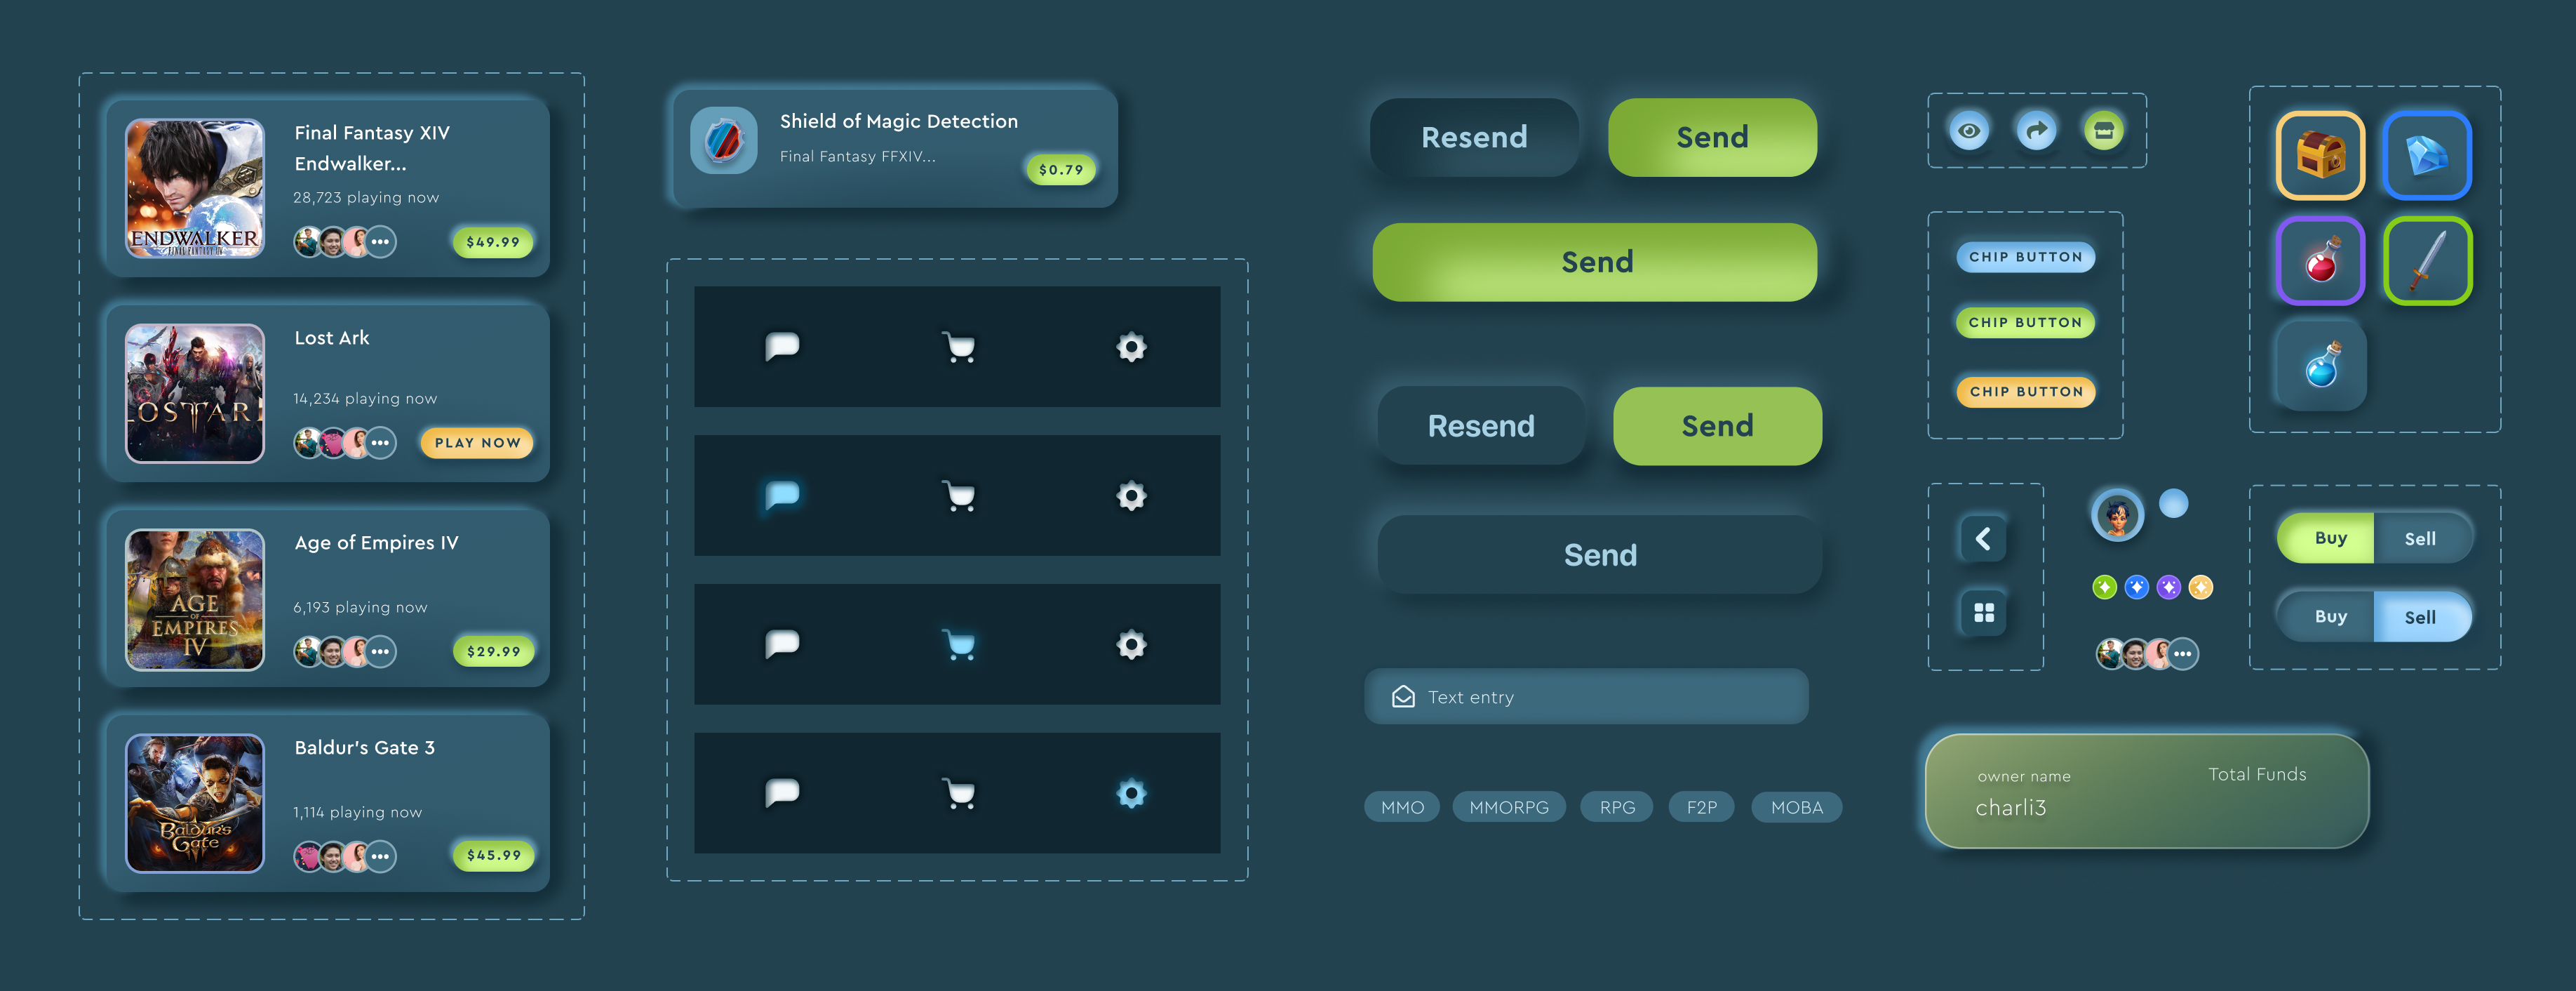 Final Fantasy XIV
Endwalker...
28,723 playing now
ENDWALKER
FINAL FANTASY XIV
$49.99
Lost Ark
14,234 playing now
LOST ARK
PLAY NOW
Age of Empires IV
AGE
OF
EMPIRES
IV
6,193 playing now
$29.99
Baldur's Gate 3
BALDUR'S
GATE
1,114 playing now
$45.99
Shield of Magic Detection
Final Fantasy FFXIV...
$0.79
Resend
Send
Send
Resend
Send
Send
Text entry
MMO
MMORPG
RPG
F2P
MOBA
CHIP BUTTON
CHIP BUTTON
CHIP BUTTON
Buy
Sell
Buy
Sell
owner name
Total Funds
charli3